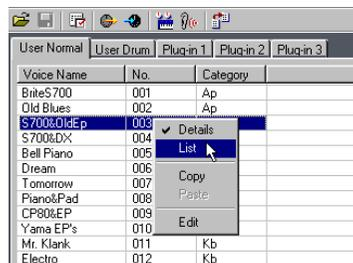 User Normal User Drum Plug-in 1 Plug-in 2 Plug-in 3
Voice Name No. Category
BriteS700 001 Ap
Old Blues 002 Ap
S700&OldEp 003
S700&DX 004
Bell Piano 005
Dream 006
Tomorrow 007
Piano&Pad 008
CP80&EP 009
Yama EP's 010
Mr. Klank 011 Kb
Electro 012 Kb
Details
List
Copy
Paste
Edit